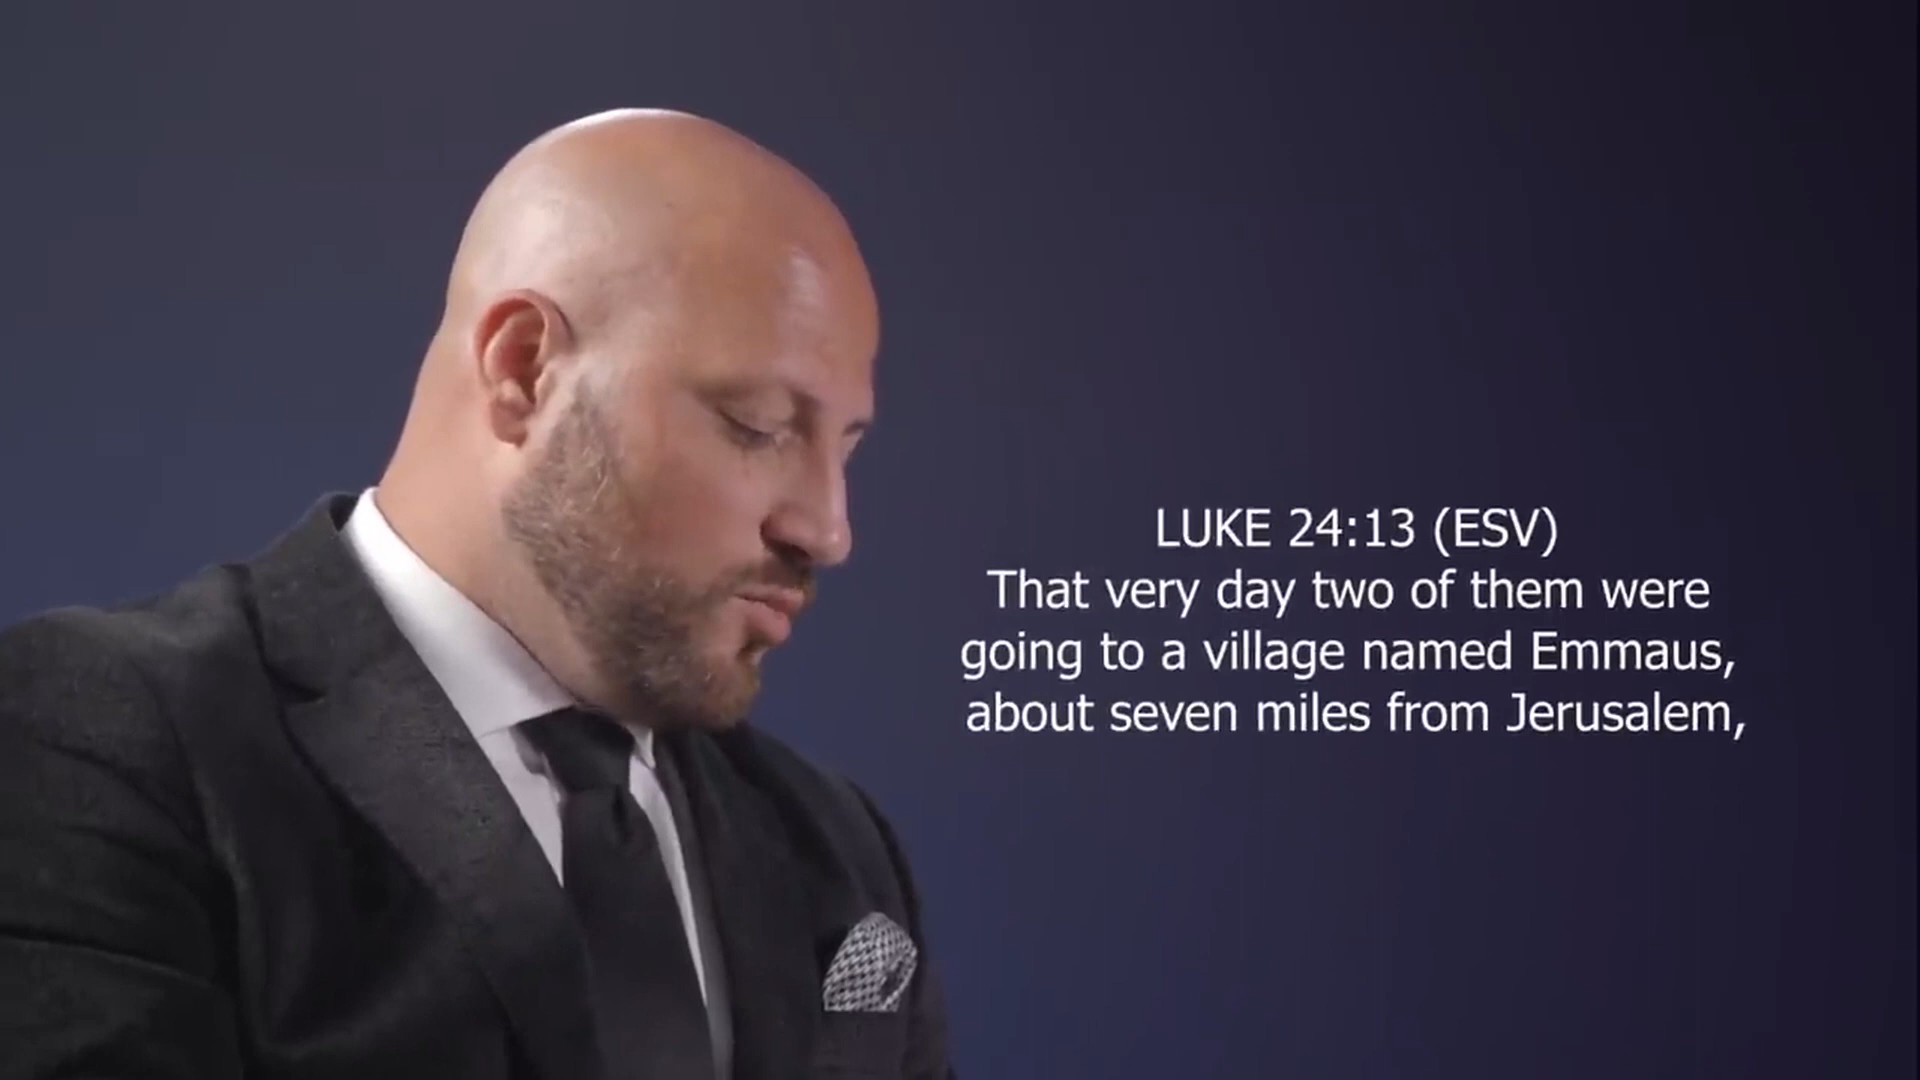 LUKE 24:13 (ESV)
That very day two of them were
going to a village named Emmaus,
about seven miles from Jerusalem,